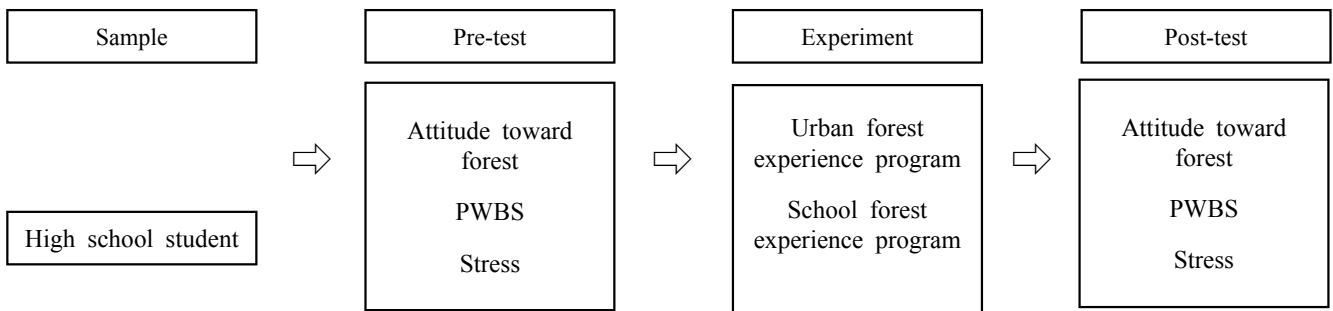 Sample
Pre-test
Experiment
Post-test
High school student
Attitude toward
forest
PWBS
Stress
Urban forest
experience program
School forest
experience program
Attitude toward
forest
PWBS
Stress